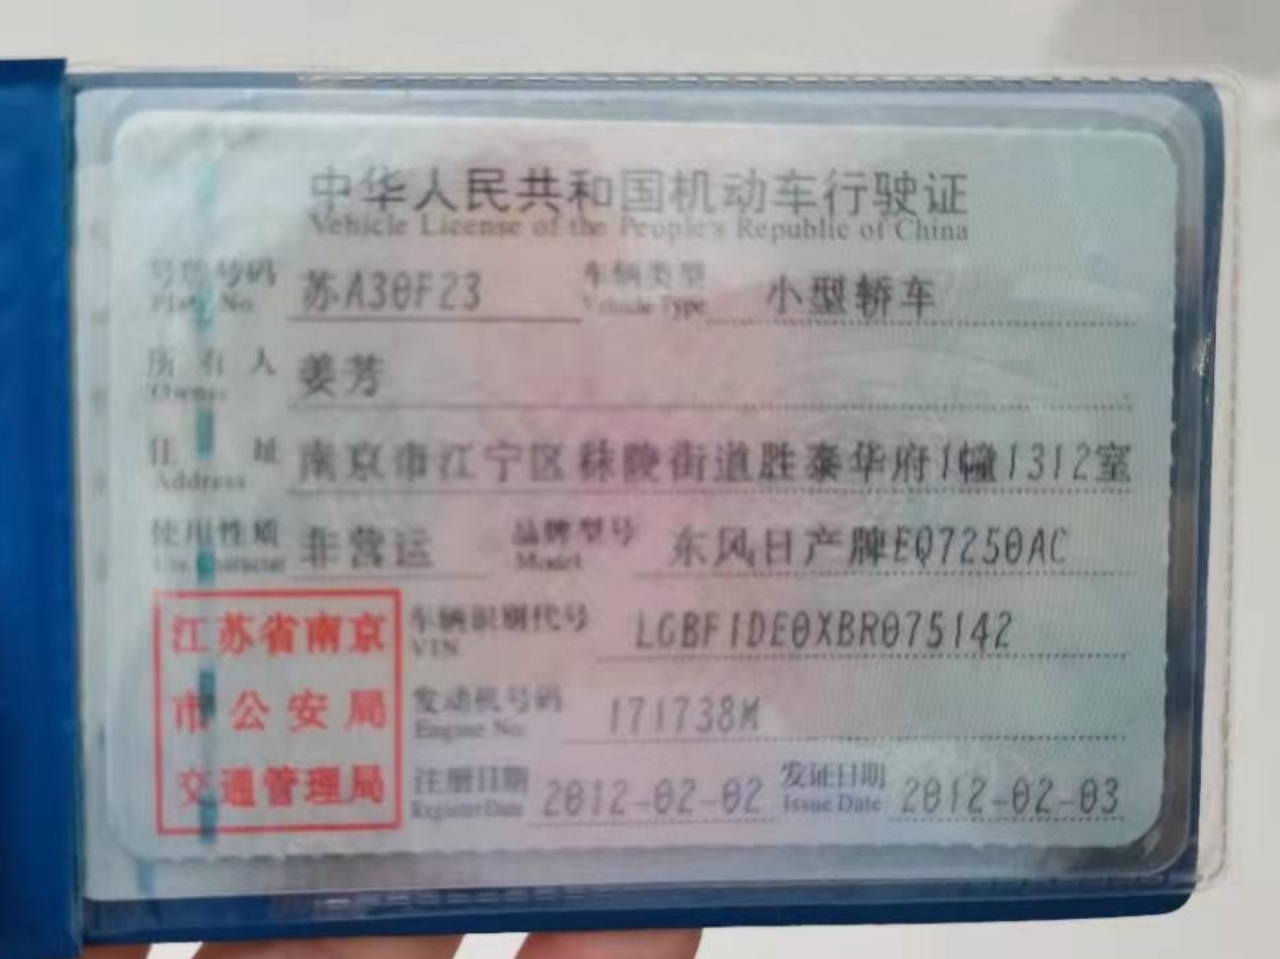 中华人民共和国机动车行驶证
Vehicle License of the People's Republic of China
号牌号码 苏A30F23 车辆类型 小型轿车
Plate No. Vehicle Type
所有人 姜芳
Owner
住址 南京市江宁区秣陵街道胜泰华府1幢1312室
Address
使用性质 非营运 品牌型号 东风日产牌EQ7250AC
Use Character Model
江苏省南京 车辆识别代号 LGBF1DE0XBR075142
VIN
市公安局 发动机号码 171738M
Engine No.
交通管理局 注册日期 2012-02-02 发证日期 2012-02-03
Register Date Issue Date